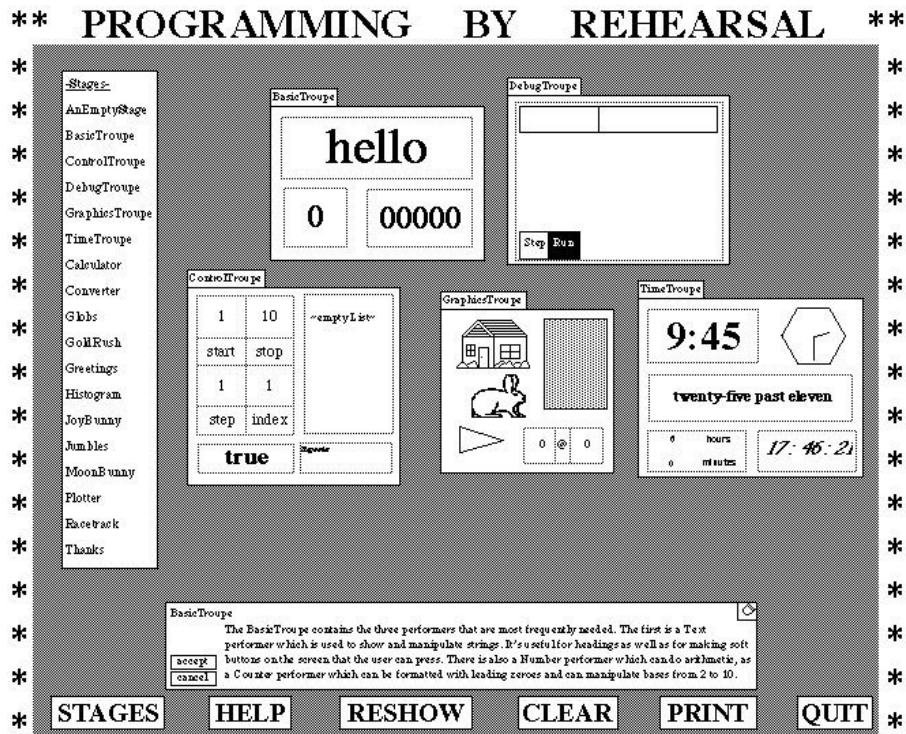 ** PROGRAMMING BY REHEARSAL **
-Stages-
AnEmptyStage
BasicTroupe
ControlTroupe
DebugTroupe
GraphicsTroupe
TimeTroupe
Calculator
Converter
Globs
GoldRush
Greetings
Histogram
JoyBunny
Jumbles
MoonBunny
Plotter
Racetrack
Thanks
BasicTroupe
hello
0 00000
DebugTroupe
Step Run
ControlTroupe
1 10
start stop
1 1
step index
true
~emptyList~
GraphicsTroupe
0 @ 0
TimeTroupe
9:45
twenty-five past eleven
hours
0 minutes
17: 46: 21
BasicTroupe
The BasicTroupe contains the three performers that are most frequently needed. The first is a Text
performer which is used to show and manipulate strings. It's useful for headings as well as for making soft
buttons on the screen that the user can press. There is also a Number performer which can do arithmetic, as
a Counter performer which can be formatted with leading zeroes and can manipulate bases from 2 to 10.
accept
cancel
STAGES HELP RESHOW CLEAR PRINT QUIT